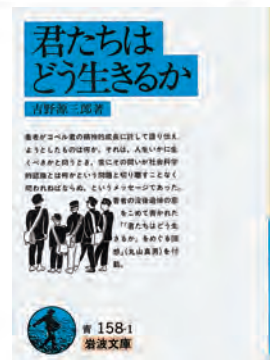 君たちは
どう生きるか
吉野源三郎著
著者がコペル君の精神的成長に託して語り伝え
ようとしたものは何か。それは、人生いかに生
くべきかと問うとき、常にその問いが社会科学
的認識とは何かという問題と切り離すことなく
問われねばならぬ、というメッセージであった。
著者の没後追悼の意
をこめて書かれた
「『君たちはどう生
きるか』をめぐる回
想」(丸山真男)を付
載。
青 158-1
岩波文庫